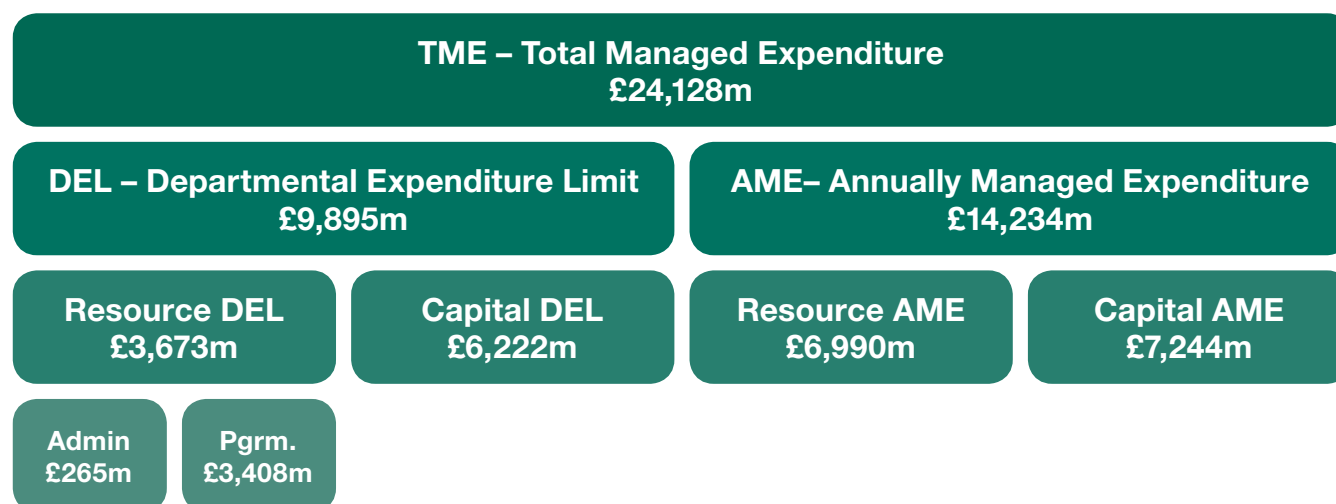 TME – Total Managed Expenditure
£24,128m
DEL – Departmental Expenditure Limit
£9,895m
AME– Annually Managed Expenditure
£14,234m
Resource DEL
£3,673m
Capital DEL
£6,222m
Resource AME
£6,990m
Capital AME
£7,244m
Admin
£265m
Pgrm.
£3,408m